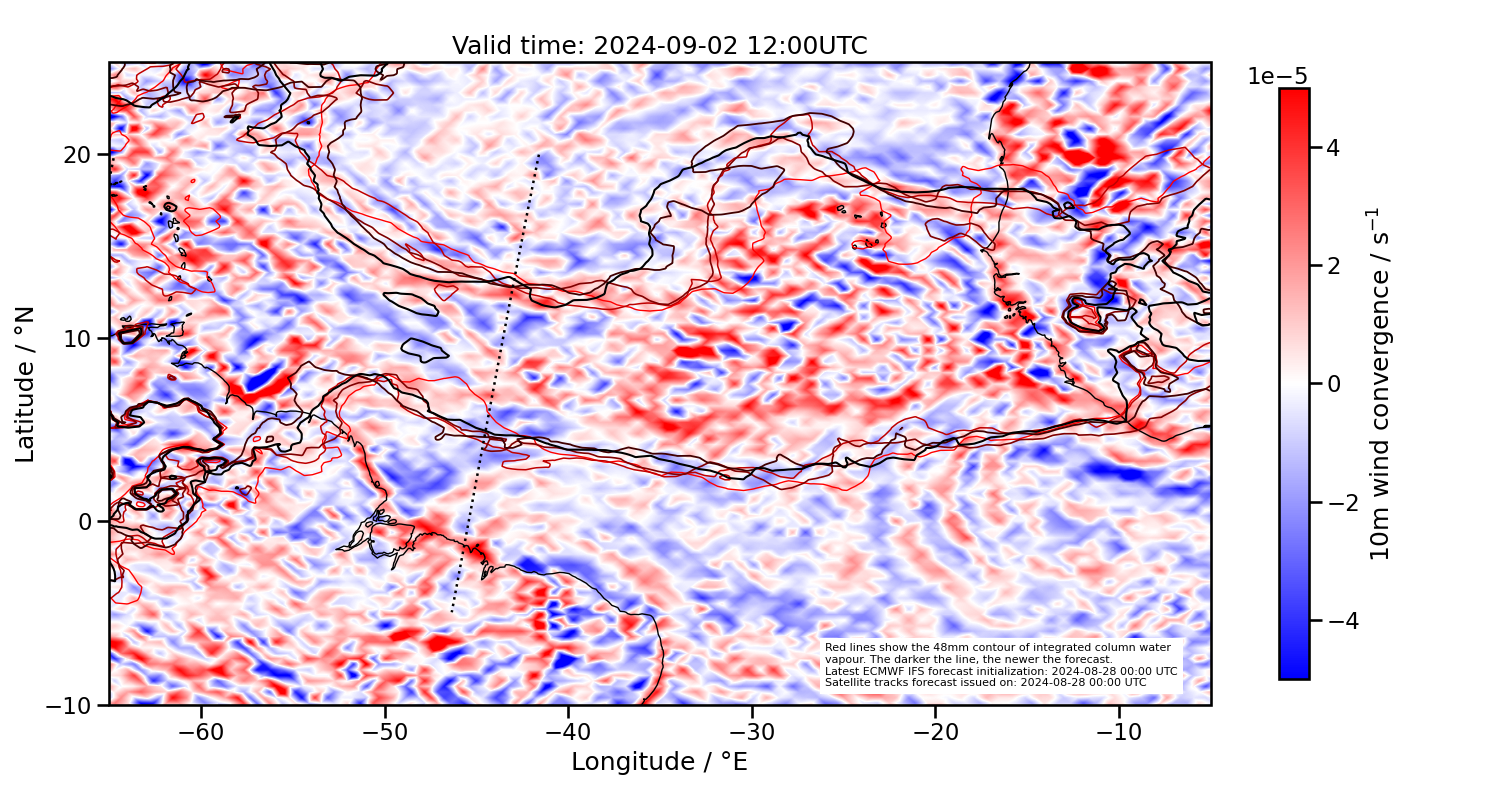 Valid time: 2024-09-02 12:00UTC
1e−5
4
2
0
−2
−4
10m wind convergence / s⁻¹
20
10
0
−10
Latitude / °N
−60
−50
−40
−30
−20
−10
Longitude / °E
Red lines show the 48mm contour of integrated column water
vapour. The darker the line, the newer the forecast.
Latest ECMWF IFS forecast initialization: 2024-08-28 00:00 UTC
Satellite tracks forecast issued on: 2024-08-28 00:00 UTC